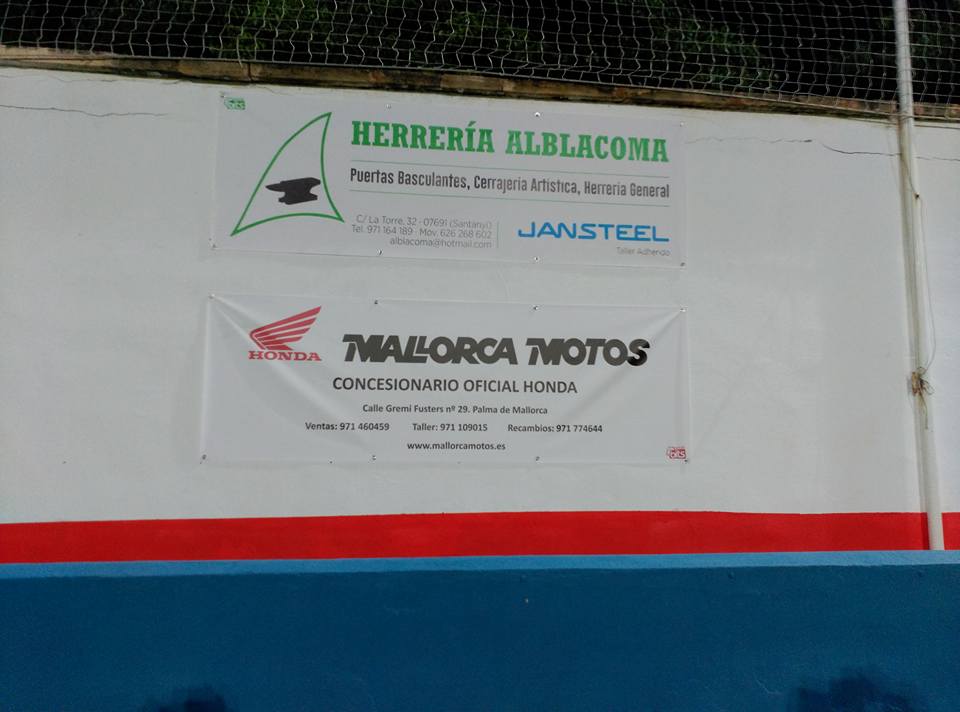 bits
HERRERÍA ALBLACOMA
Puertas Basculantes, Cerrajería Artística, Herrería General
C/ La Torre, 32 - 07691 (Santanyí)
Tel. 971 164 189 - Mov. 626 268 602
alblacoma@hotmail.com
JANSTEEL
Taller Adherido
HONDA
MALLORCA MOTOS
CONCESIONARIO OFICIAL HONDA
Calle Gremi Fusters nº 29. Palma de Mallorca
Ventas: 971 460459 Taller: 971 109015 Recambios: 971 774644
www.mallorcamotos.es
bits